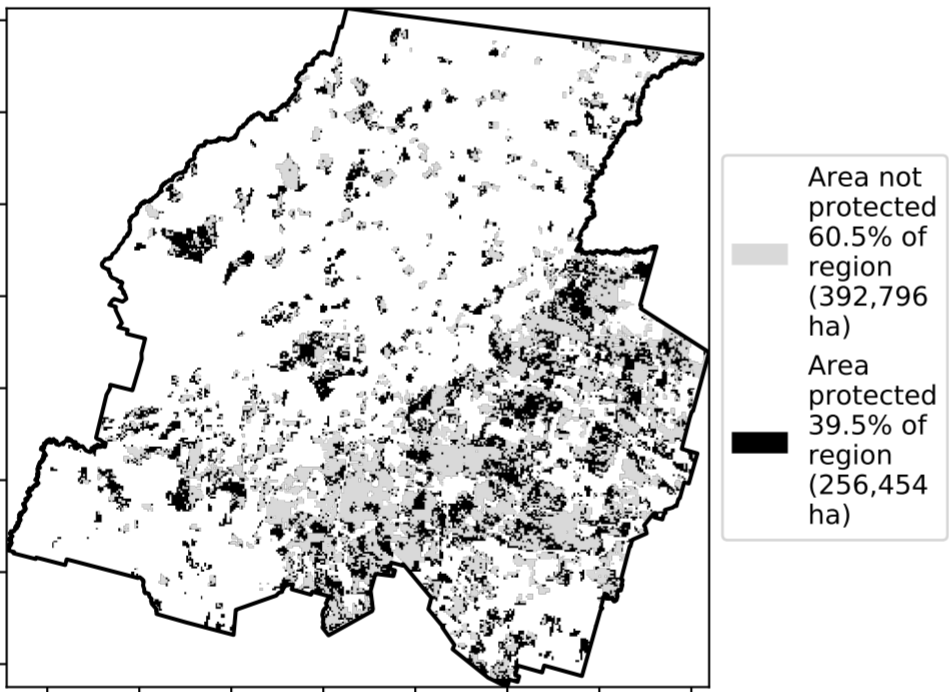 Area not
protected
60.5% of
region
(392,796
ha)
Area
protected
39.5% of
region
(256,454
ha)